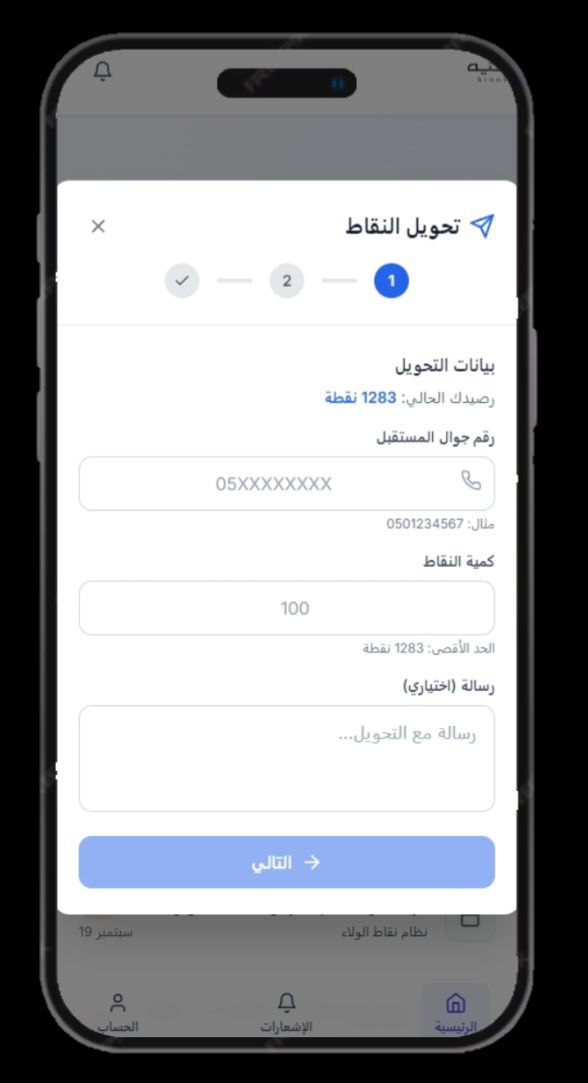 تحويل النقاط
1
2
بيانات التحويل
رصيدك الحالي: 1283 نقطة
رقم جوال المستقبل
05XXXXXXXX
مثال: 0501234567
كمية النقاط
100
الحد الأقصى: 1283 نقطة
رسالة (اختياري)
رسالة مع التحويل...
التالي
نظام نقاط الولاء
سبتمبر 19
الرئيسية
الإشعارات
الحساب